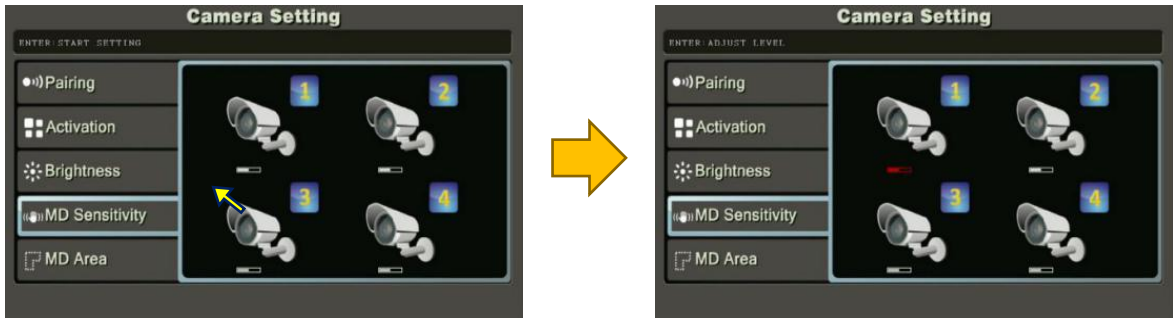 Camera Setting
ENTER:START SETTING
Pairing
Activation
Brightness
MD Sensitivity
MD Area
1
2
3
4
Camera Setting
ENTER:ADJUST LEVEL
Pairing
Activation
Brightness
MD Sensitivity
MD Area
1
2
3
4